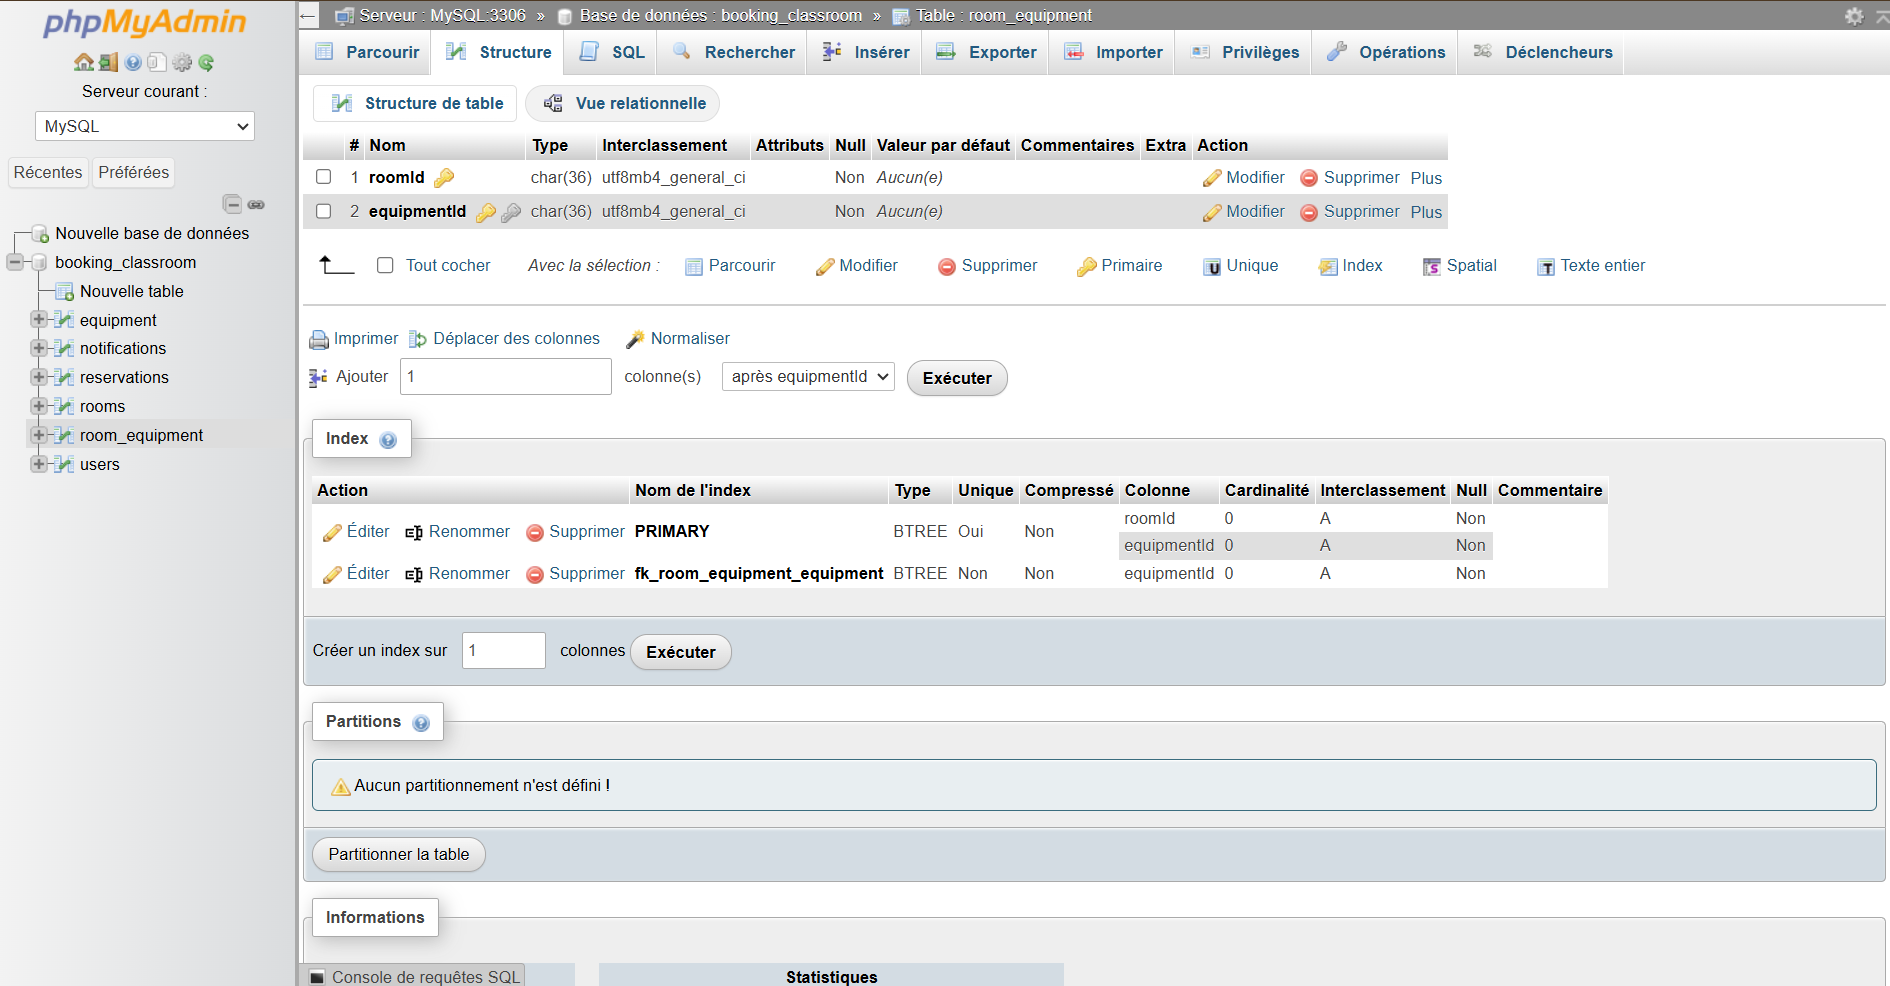 phpMyAdmin
Serveur courant :
MySQL
Récentes Préférées
Nouvelle base de données
booking_classroom
Nouvelle table
equipment
notifications
reservations
rooms
room_equipment
users
← Serveur : MySQL:3306 » Base de données : booking_classroom » Table : room_equipment
Parcourir Structure SQL Rechercher Insérer Exporter Importer Privilèges Opérations Déclencheurs
Structure de table Vue relationnelle
# Nom Type Interclassement Attributs Null Valeur par défaut Commentaires Extra Action
1 roomId char(36) utf8mb4_general_ci Non Aucun(e) Modifier Supprimer Plus
2 equipmentId char(36) utf8mb4_general_ci Non Aucun(e) Modifier Supprimer Plus
Tout cocher Avec la sélection : Parcourir Modifier Supprimer Primaire Unique Index Spatial Texte entier
Imprimer Déplacer des colonnes Normaliser
Ajouter 1 colonne(s) après equipmentId Exécuter
Index
Action Nom de l'index Type Unique Compressé Colonne Cardinalité Interclassement Null Commentaire
Éditer Renommer Supprimer PRIMARY BTREE Oui Non roomId 0 A Non
equipmentId 0 A Non
Éditer Renommer Supprimer fk_room_equipment_equipment BTREE Non Non equipmentId 0 A Non
Créer un index sur 1 colonnes Exécuter
Partitions
Aucun partitionnement n'est défini !
Partitionner la table
Informations
Console de requêtes SQL Statistiques